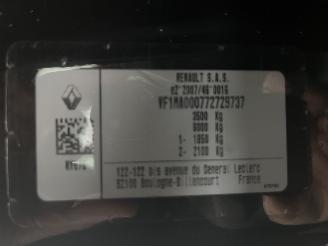 RENAULT S.A.S.
e2*2007/46*0016
VF1MA000772729737
3500 Kg
6000 Kg
1- 1850 Kg
2- 2100 Kg
122-122 bis avenue du General Leclerc
92100 Boulogne-Billancourt France